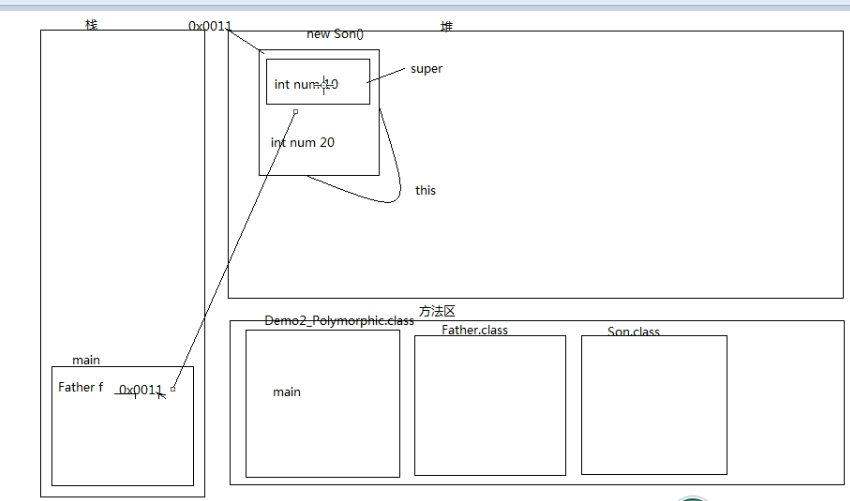 栈
0x0011
new Son()
堆
int num 10
super
int num 20
this
方法区
Demo2_Polymorphic.class
Father.class
Son.class
main
main
Father f
0x0011